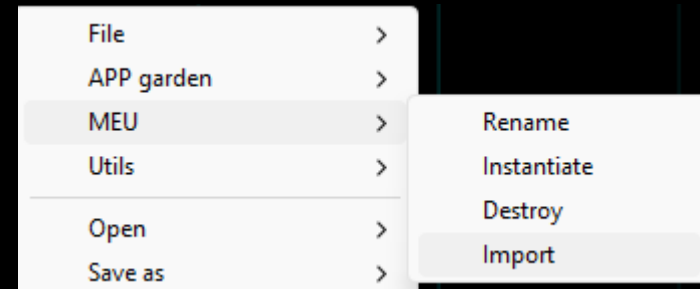 File
APP garden
MEU
Utils
Open
Save as
Rename
Instantiate
Destroy
Import